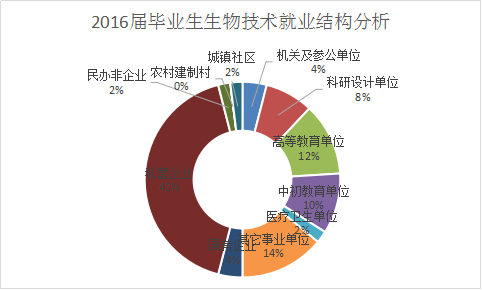 2016届毕业生生物技术就业结构分析
城镇社区
2%
机关及参公单位
4%
农村建制村
0%
民办非企业
2%
科研设计单位
8%
高等教育单位
12%
中初教育单位
10%
医疗卫生单位
2%
其它事业单位
14%
企业